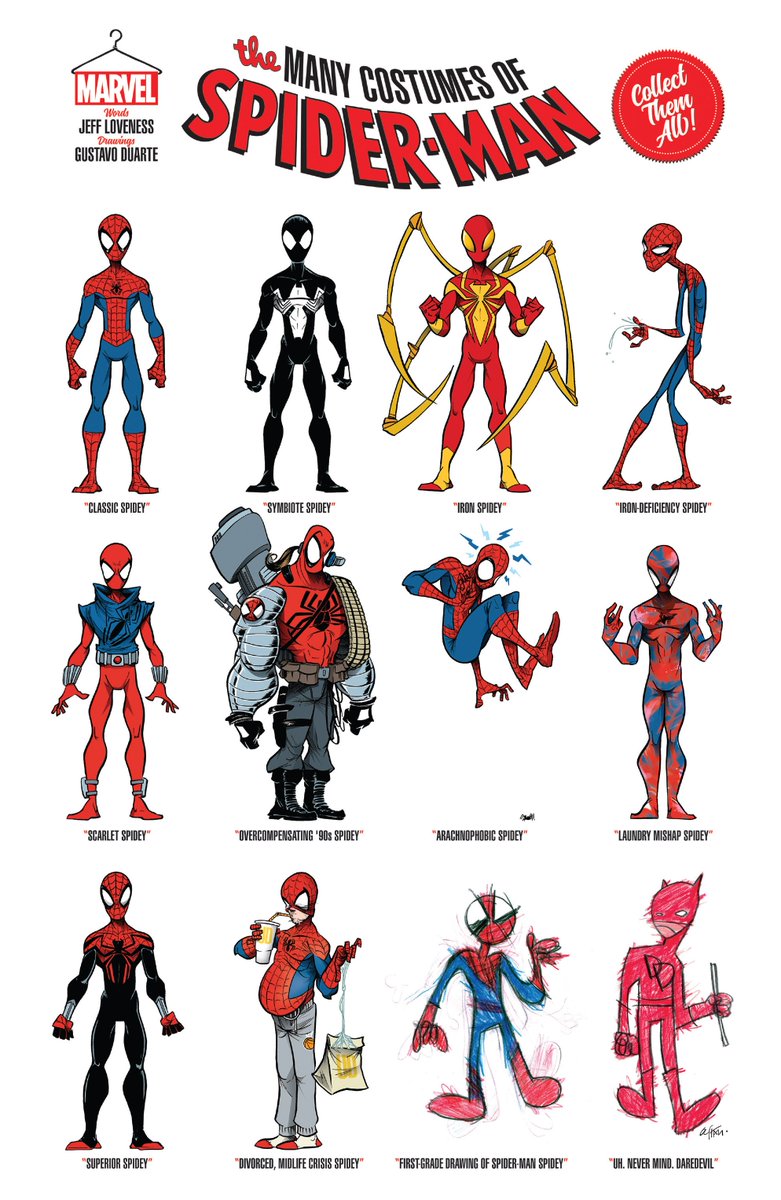 MARVEL
Words
JEFF LOVENESS
Drawings
GUSTAVO DUARTE
the MANY COSTUMES OF
SPIDER-MAN
Collect
Them
All!
"CLASSIC SPIDEY"
"SYMBIOTE SPIDEY"
"IRON SPIDEY"
"IRON-DEFICIENCY SPIDEY"
"SCARLET SPIDEY"
"OVERCOMPENSATING '90s SPIDEY"
"ARACHNOPHOBIC SPIDEY"
"LAUNDRY MISHAP SPIDEY"
DD
"SUPERIOR SPIDEY"
"DIVORCED, MIDLIFE CRISIS SPIDEY"
"FIRST-GRADE DRAWING OF SPIDER-MAN SPIDEY"
"UH. NEVER MIND. DAREDEVIL"